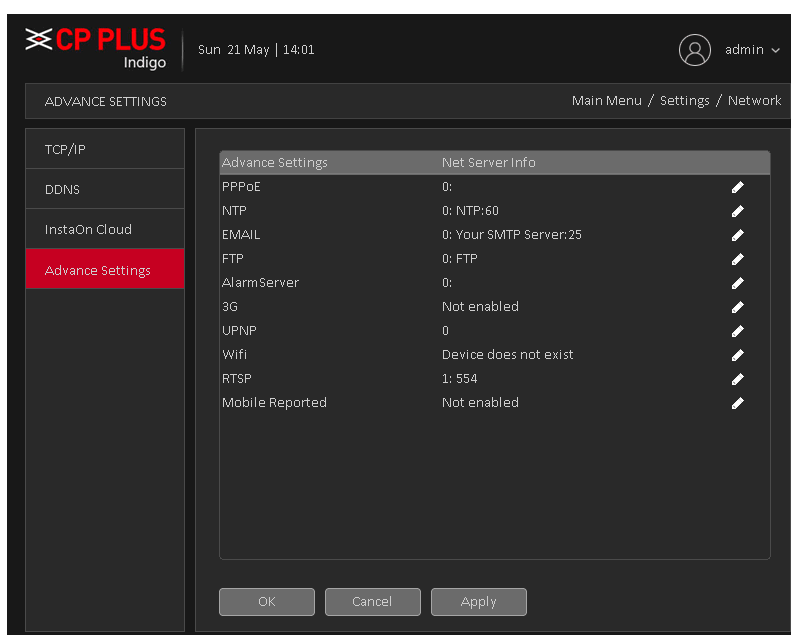 CP PLUS
Indigo
Sun 21 May | 14:01
admin
ADVANCE SETTINGS
Main Menu / Settings / Network
TCP/IP
DDNS
InstaOn Cloud
Advance Settings
Advance Settings Net Server Info
PPPoE 0:
NTP 0: NTP:60
EMAIL 0: Your SMTP Server:25
FTP 0: FTP
AlarmServer 0:
3G Not enabled
UPNP 0
Wifi Device does not exist
RTSP 1: 554
Mobile Reported Not enabled
OK Cancel Apply